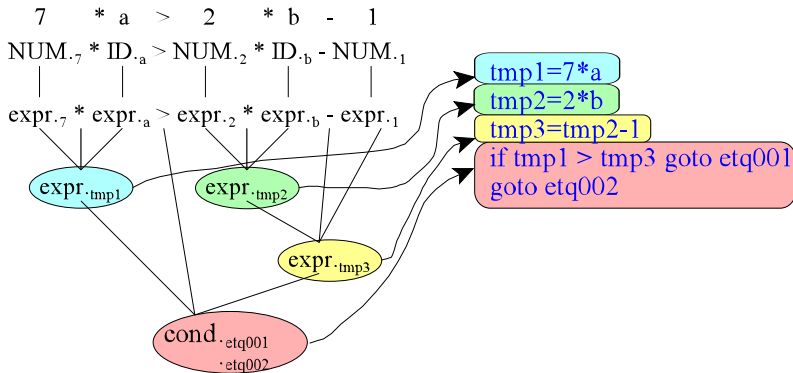 7 * a > 2 * b - 1
NUM.7 * ID.a > NUM.2 * ID.b - NUM.1
expr.7 * expr.a > expr.2 * expr.b - expr.1
expr.tmp1
expr.tmp2
expr.tmp3
cond.etq001
.etq002
tmp1=7*a
tmp2=2*b
tmp3=tmp2-1
if tmp1 > tmp3 goto etq001
goto etq002